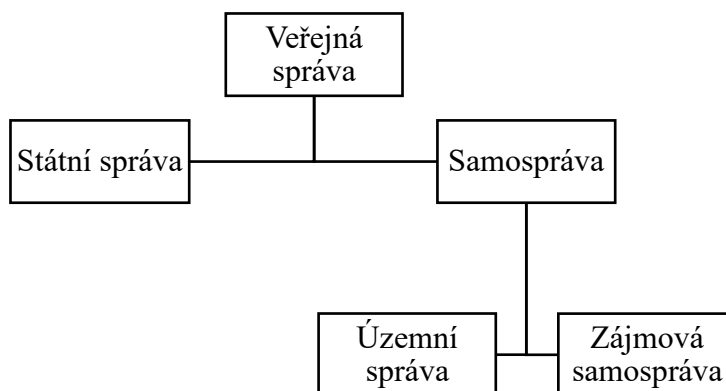 Veřejná
správa
Státní správa
Samospráva
Územní
správa
Zájmová
samospráva